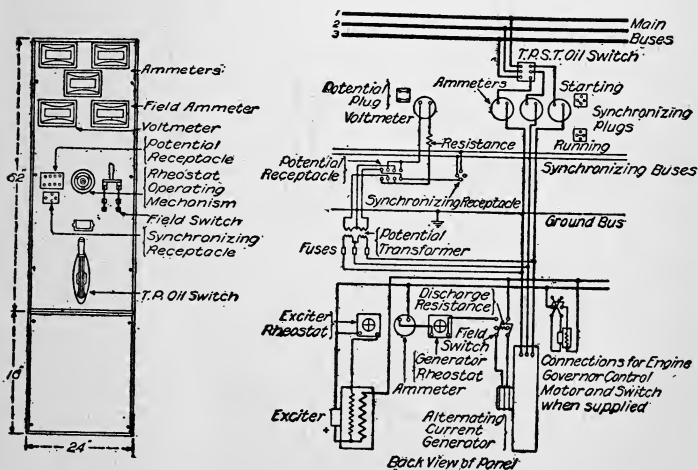 Ammeters
Field Ammeter
Voltmeter
Potential
Receptacle
Rheostat
Operating
Mechanism
Field Switch
Synchronizing
Receptacle
T.P. Oil Switch
62"
24"
1
2
3
Main
Buses
T.P.S.T. Oil Switch
Potential
Plug
Voltmeter
Ammeters
Starting
Synchronizing
Plugs
Running
Resistance
Potential
Receptacle
Synchronizing Buses
Synchronizing Receptacle
Ground Bus
Potential
Transformer
Fuses
Exciter
Rheostat
Discharge
Resistance
Field
Switch
Generator
Rheostat
Ammeter
Exciter
+
Alternating
Current
Generator
Connections for Engine
Governor Control
Motor and Switch
when supplied
Back View of Panel